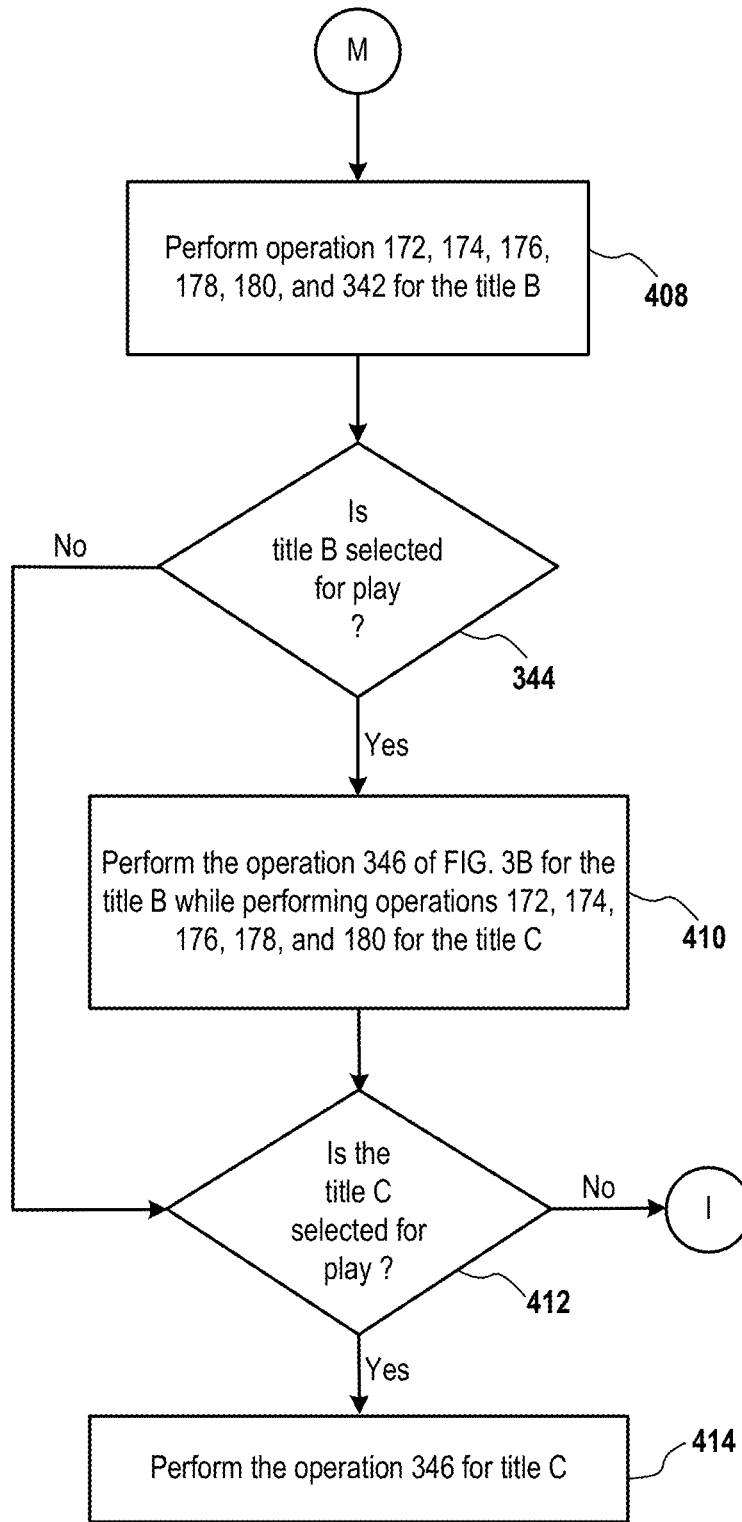 M
Perform operation 172, 174, 176,
178, 180, and 342 for the title B
408
Is
title B selected
for play
?
No
344
Yes
Perform the operation 346 of FIG. 3B for the
title B while performing operations 172, 174,
176, 178, and 180 for the title C
410
Is the
title C
selected for
play ?
No
I
412
Yes
Perform the operation 346 for title C
414